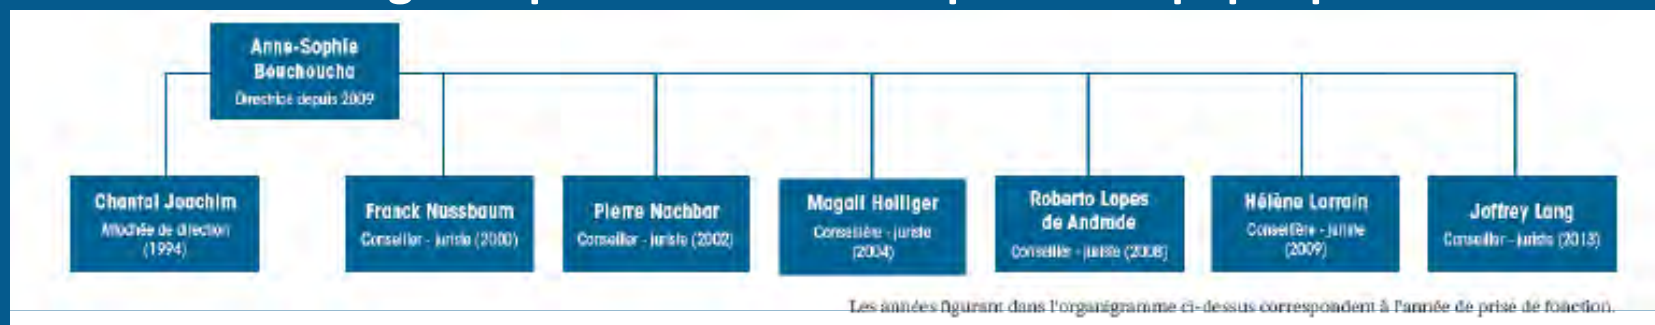 Anne-Sophie
Bouchoucha
Directrice depuis 2009
Chantal Joachim
Attachée de direction
(1994)
Franck Nussbaum
Conseiller - juriste (2000)
Pierre Nachbar
Conseiller - juriste (2002)
Magali Holliger
Conseillère - juriste
(2004)
Roberto Lopes
de Andrade
Conseiller - juriste (2008)
Hélène Lorrain
Conseillère - juriste
(2009)
Joffrey Lang
Conseiller - juriste (2013)
Les années figurant dans l'organigramme ci-dessus correspondent à l'année de prise de fonction.